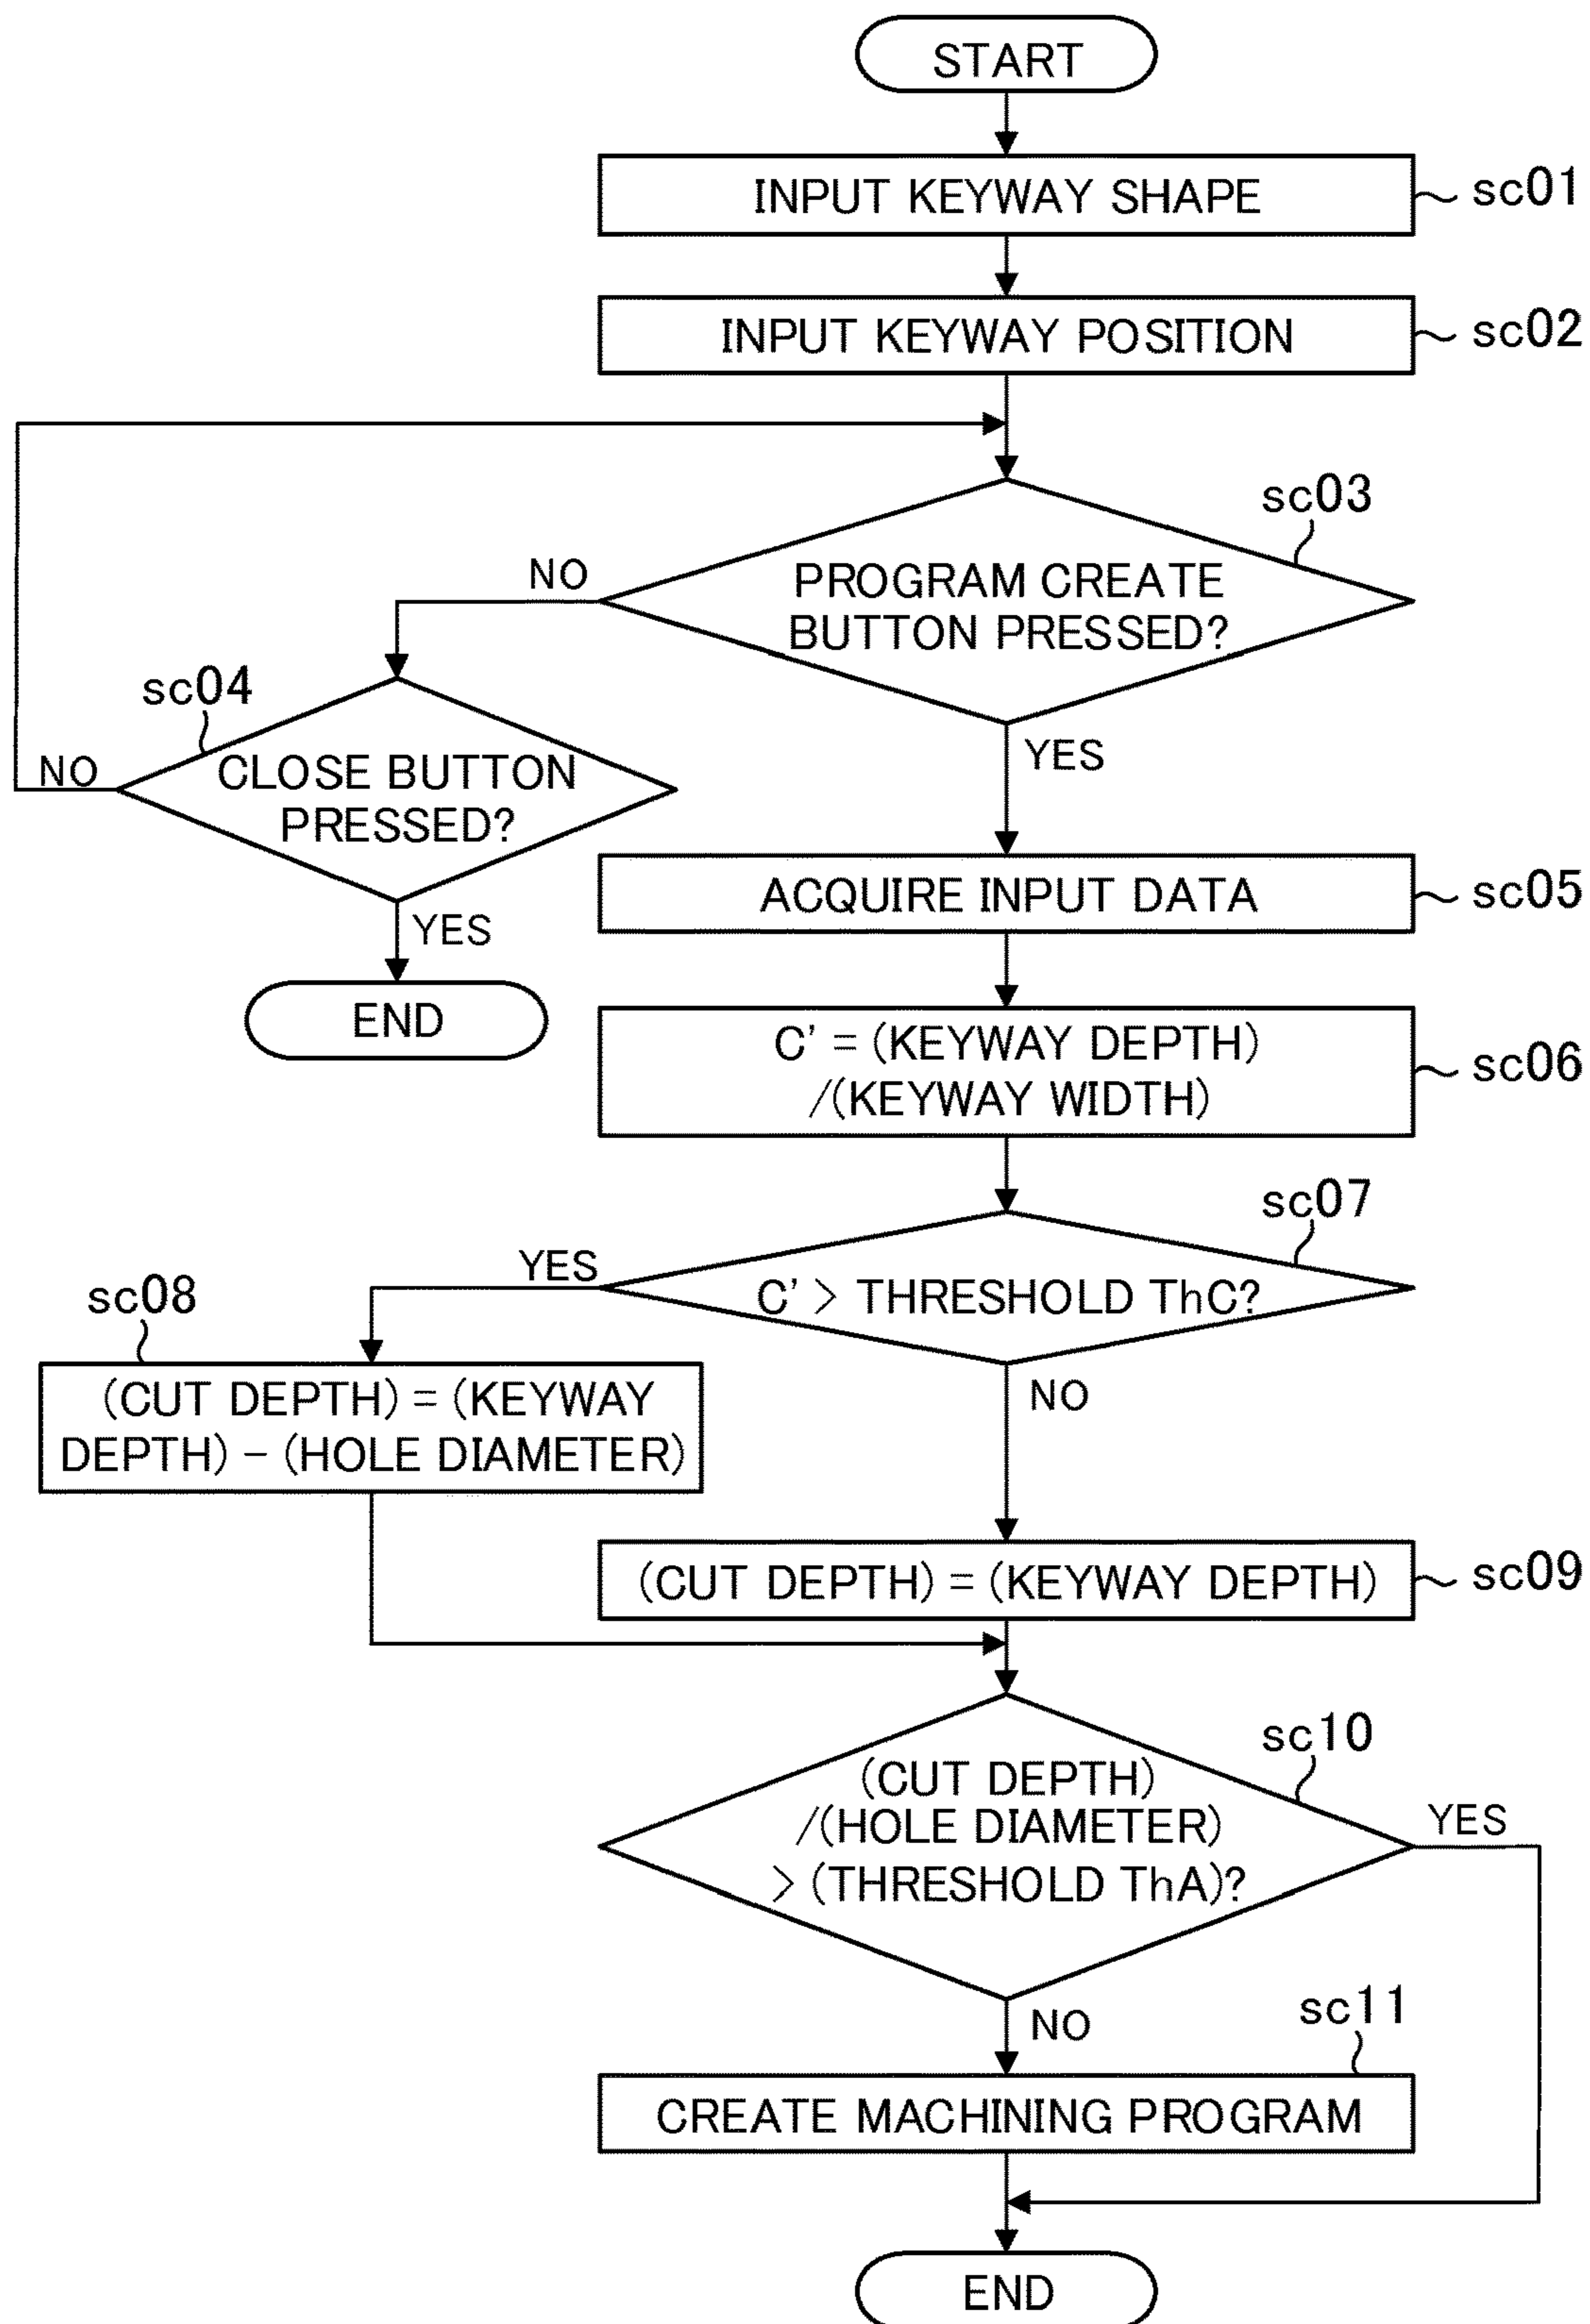 START
INPUT KEYWAY SHAPE
sc01
INPUT KEYWAY POSITION
sc02
sc03
PROGRAM CREATE
BUTTON PRESSED?
NO
YES
sc04
CLOSE BUTTON
PRESSED?
NO
YES
END
ACQUIRE INPUT DATA
sc05
C' = (KEYWAY DEPTH)
/(KEYWAY WIDTH)
sc06
sc07
C' > THRESHOLD ThC?
YES
NO
sc08
(CUT DEPTH) = (KEYWAY
DEPTH) - (HOLE DIAMETER)
(CUT DEPTH) = (KEYWAY DEPTH)
sc09
sc10
(CUT DEPTH)
/(HOLE DIAMETER)
> (THRESHOLD ThA)?
YES
NO
sc11
CREATE MACHINING PROGRAM
END